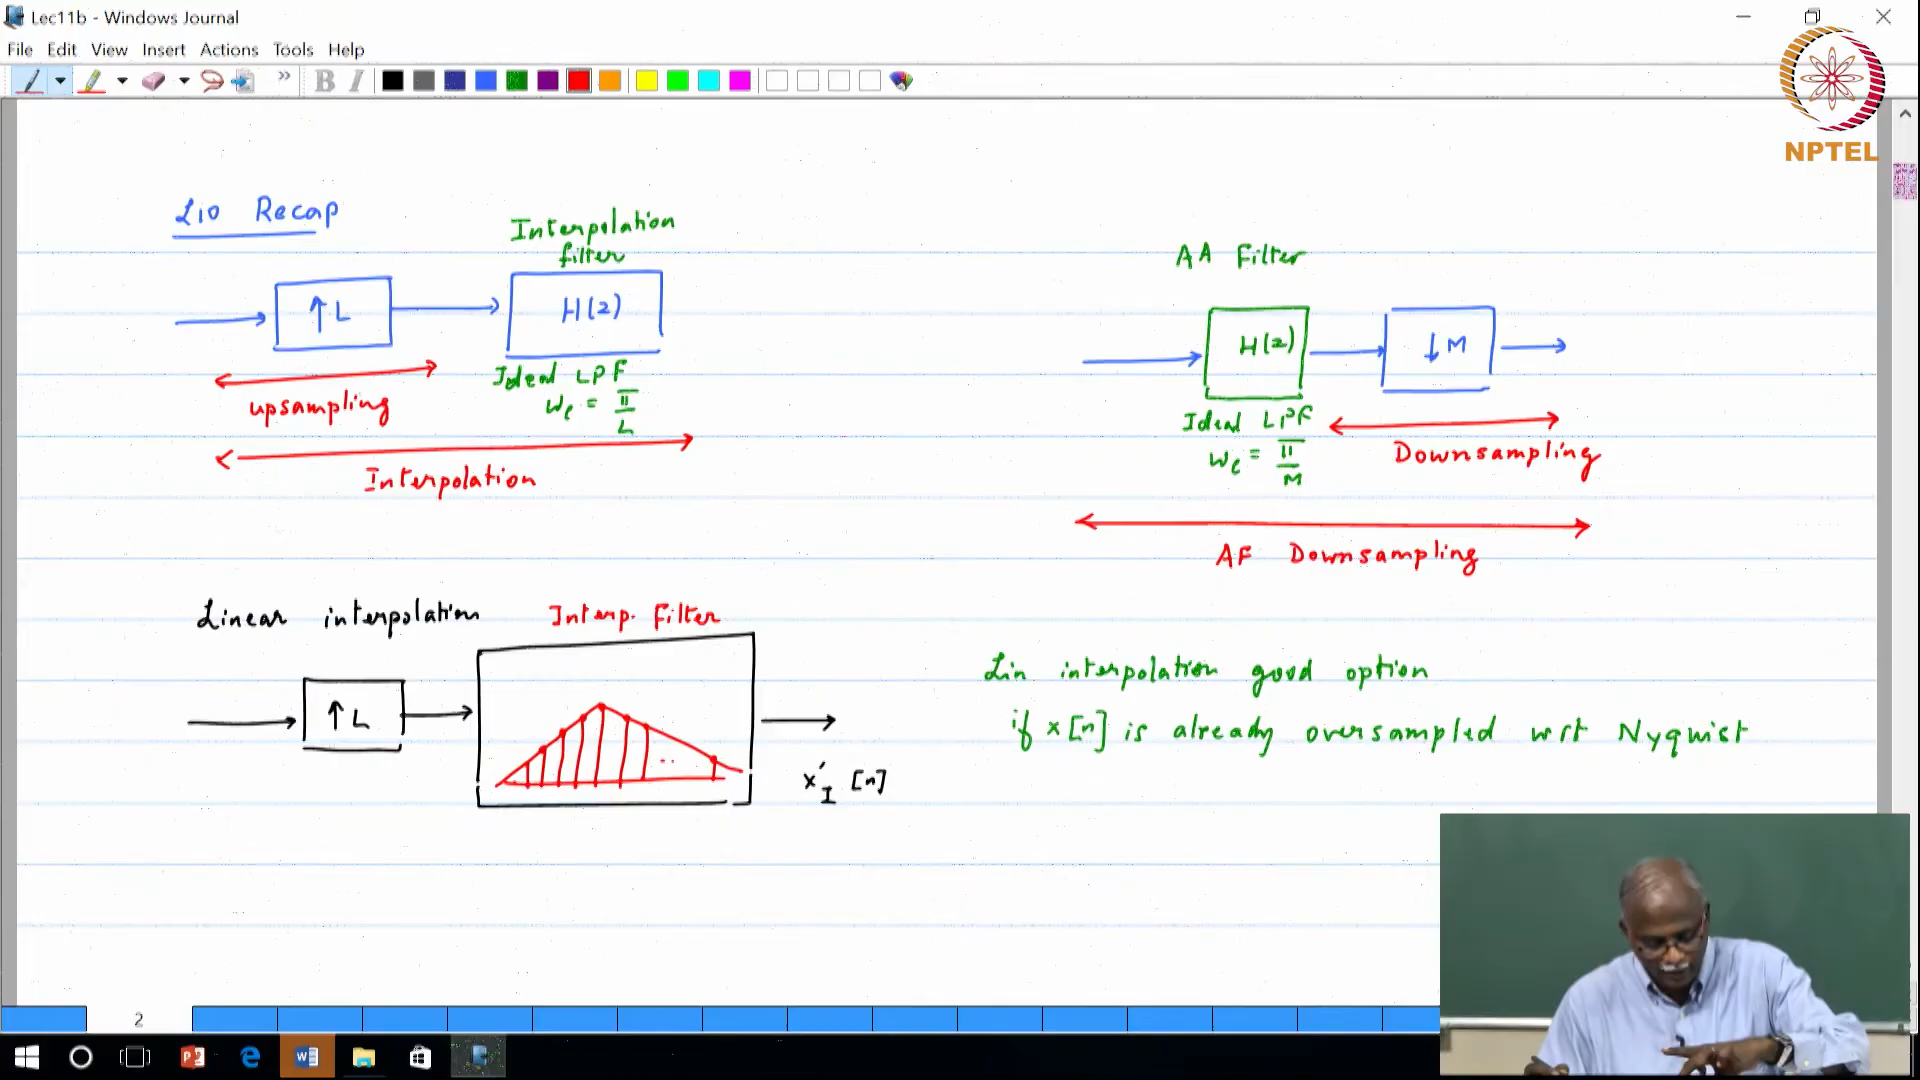 Lec11b - Windows Journal
File Edit View Insert Actions Tools Help
B I
NPTEL
L10 Recap
Interpolation
filter
↑L
H(z)
Ideal LPF
ωc = π/L
upsampling
Interpolation
AA Filter
H(z)
↓M
Ideal LPF
ωc = π/M
Downsampling
AF Downsampling
Linear interpolation
Interp. Filter
↑L
..
x'I [n]
Lin interpolation good option
if x[n] is already oversampled wrt Nyquist
2